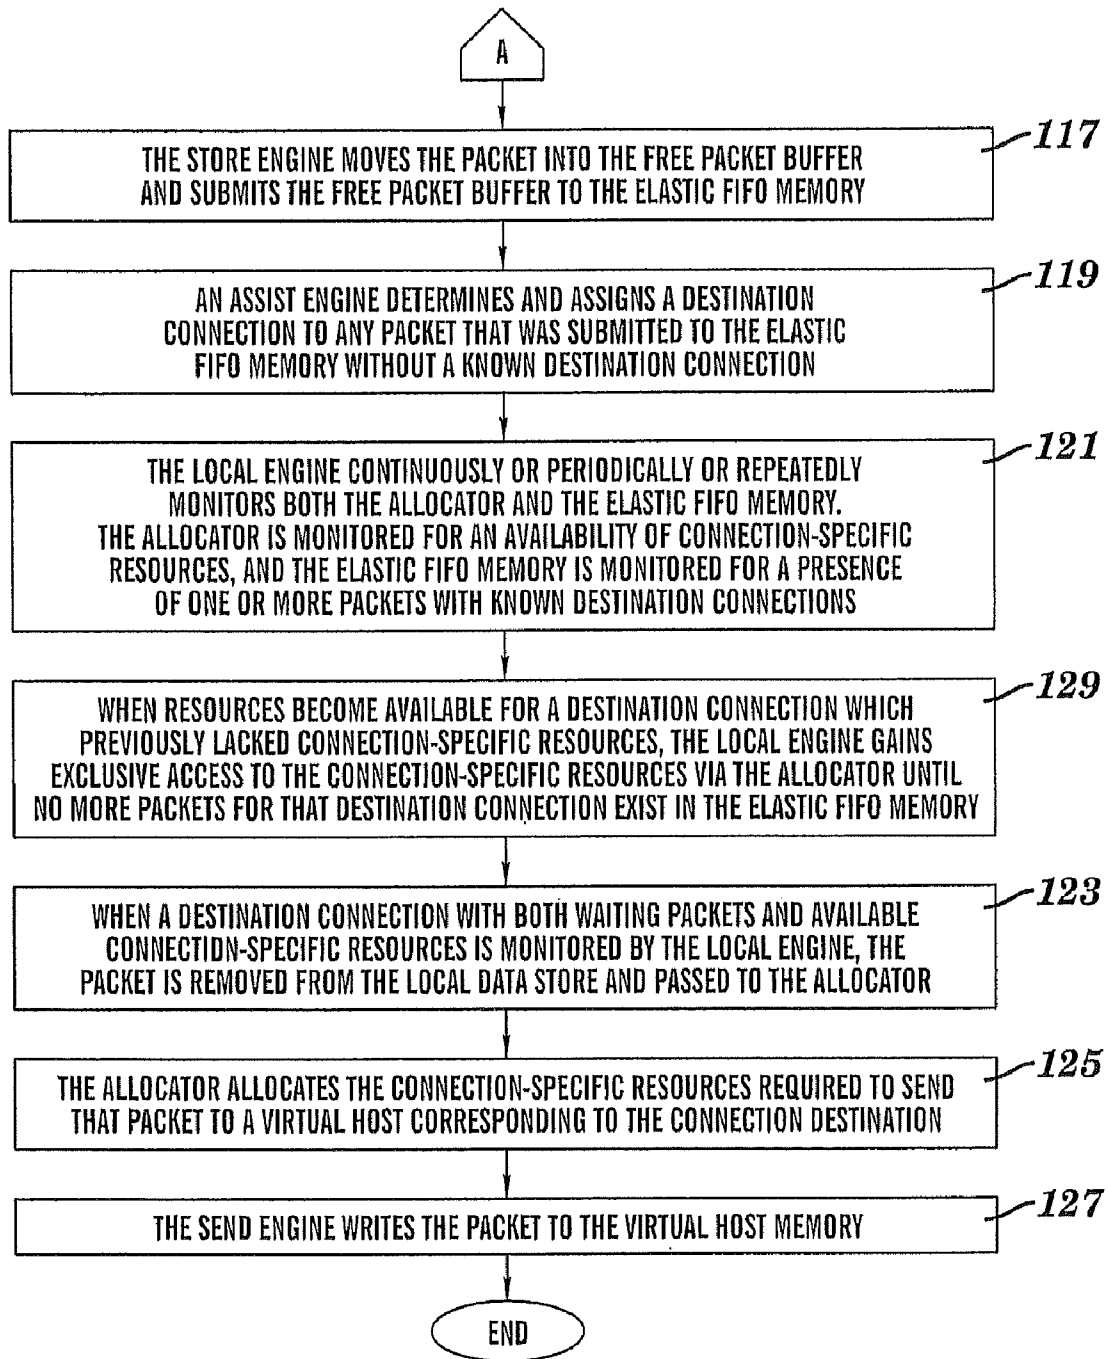 A
117
THE STORE ENGINE MOVES THE PACKET INTO THE FREE PACKET BUFFER
AND SUBMITS THE FREE PACKET BUFFER TO THE ELASTIC FIFO MEMORY
119
AN ASSIST ENGINE DETERMINES AND ASSIGNS A DESTINATION
CONNECTION TO ANY PACKET THAT WAS SUBMITTED TO THE ELASTIC
FIFO MEMORY WITHOUT A KNOWN DESTINATION CONNECTION
121
THE LOCAL ENGINE CONTINUOUSLY OR PERIODICALLY OR REPEATEDLY
MONITORS BOTH THE ALLOCATOR AND THE ELASTIC FIFO MEMORY.
THE ALLOCATOR IS MONITORED FOR AN AVAILABILITY OF CONNECTION-SPECIFIC
RESOURCES, AND THE ELASTIC FIFO MEMORY IS MONITORED FOR A PRESENCE
OF ONE OR MORE PACKETS WITH KNOWN DESTINATION CONNECTIONS
129
WHEN RESOURCES BECOME AVAILABLE FOR A DESTINATION CONNECTION WHICH
PREVIOUSLY LACKED CONNECTION-SPECIFIC RESOURCES, THE LOCAL ENGINE GAINS
EXCLUSIVE ACCESS TO THE CONNECTION-SPECIFIC RESOURCES VIA THE ALLOCATOR UNTIL
NO MORE PACKETS FOR THAT DESTINATION CONNECTION EXIST IN THE ELASTIC FIFO MEMORY
123
WHEN A DESTINATION CONNECTION WITH BOTH WAITING PACKETS AND AVAILABLE
CONNECTION-SPECIFIC RESOURCES IS MONITORED BY THE LOCAL ENGINE, THE
PACKET IS REMOVED FROM THE LOCAL DATA STORE AND PASSED TO THE ALLOCATOR
125
THE ALLOCATOR ALLOCATES THE CONNECTION-SPECIFIC RESOURCES REQUIRED TO SEND
THAT PACKET TO A VIRTUAL HOST CORRESPONDING TO THE CONNECTION DESTINATION
127
THE SEND ENGINE WRITES THE PACKET TO THE VIRTUAL HOST MEMORY
END